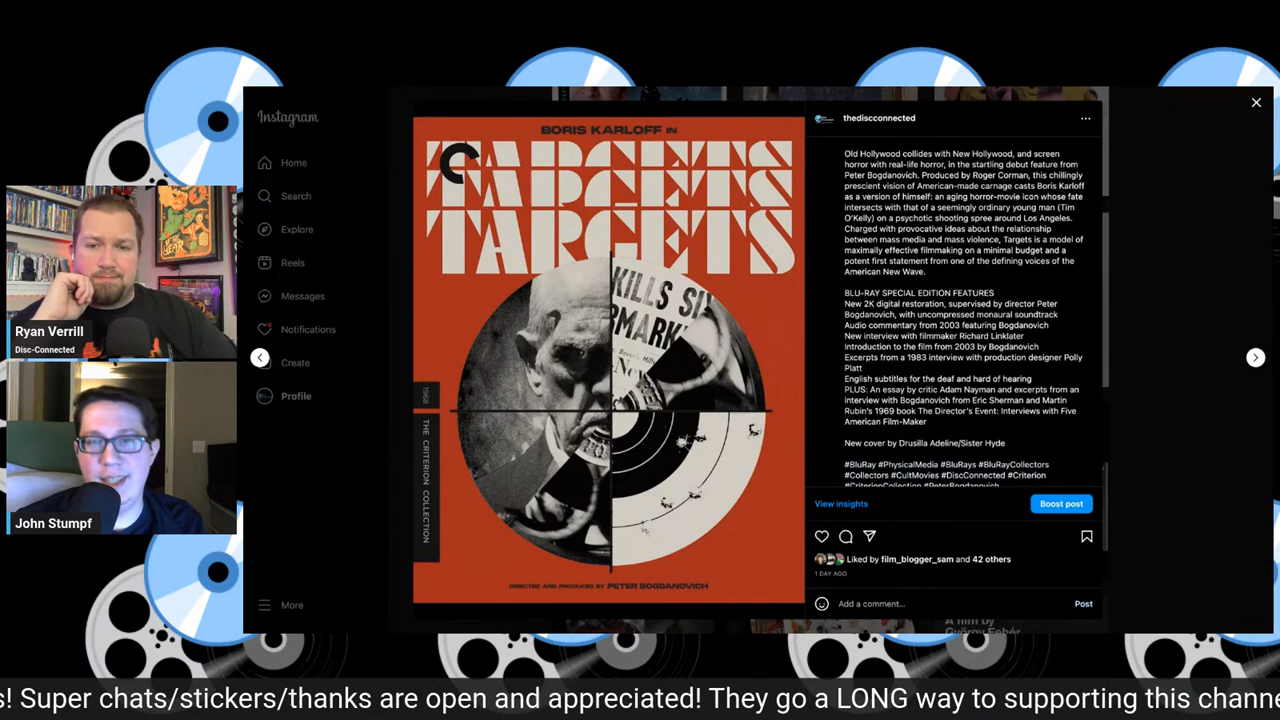 Instagram
Home
Search
Explore
Reels
Messages
Notifications
Create
Profile
More
Ryan Verrill
Disc-Connected
John Stumpf
BORIS KARLOFF IN
TARGETS
TARGETS
TARGETS
KILLS SI
1968
THE CRITERION COLLECTION
DIRECTED AND PRODUCED BY PETER BOGDANOVICH
thediscconnected
Old Hollywood collides with New Hollywood, and screen
horror with real-life horror, in the startling debut feature from
Peter Bogdanovich. Produced by Roger Corman, this chillingly
prescient vision of American-made carnage casts Boris Karloff
as a version of himself: an aging horror-movie icon whose fate
intersects with that of a seemingly ordinary young man (Tim
O'Kelly) on a psychotic shooting spree around Los Angeles.
Charged with provocative ideas about the relationship
between mass media and mass violence, Targets is a model of
maximally effective filmmaking on a minimal budget and a
potent first statement from one of the defining voices of the
American New Wave.
BLU-RAY SPECIAL EDITION FEATURES
New 2K digital restoration, supervised by director Peter
Bogdanovich, with uncompressed monaural soundtrack
Audio commentary from 2003 featuring Bogdanovich
New interview with filmmaker Richard Linklater
Introduction to the film from 2003 by Bogdanovich
Excerpts from a 1983 interview with production designer Polly
Platt
English subtitles for the deaf and hard of hearing
PLUS: An essay by critic Adam Nayman and excerpts from an
interview with Bogdanovich from Eric Sherman and Martin
Rubin's 1969 book The Director's Event: Interviews with Five
American Film-Maker
New cover by Drusilla Adeline/Sister Hyde
#BluRay #PhysicalMedia #BluRays #BluRayCollectors
#Collectors #CultMovies #DiscConnected #Criterion
#CriterionCollection #PeterBogdanovich
View insights
Boost post
Liked by film_blogger_sam and 42 others
1 DAY AGO
Add a comment...
Post
A film by
György Fehér
s! Super chats/stickers/thanks are open and appreciated! They go a LONG way to supporting this channe